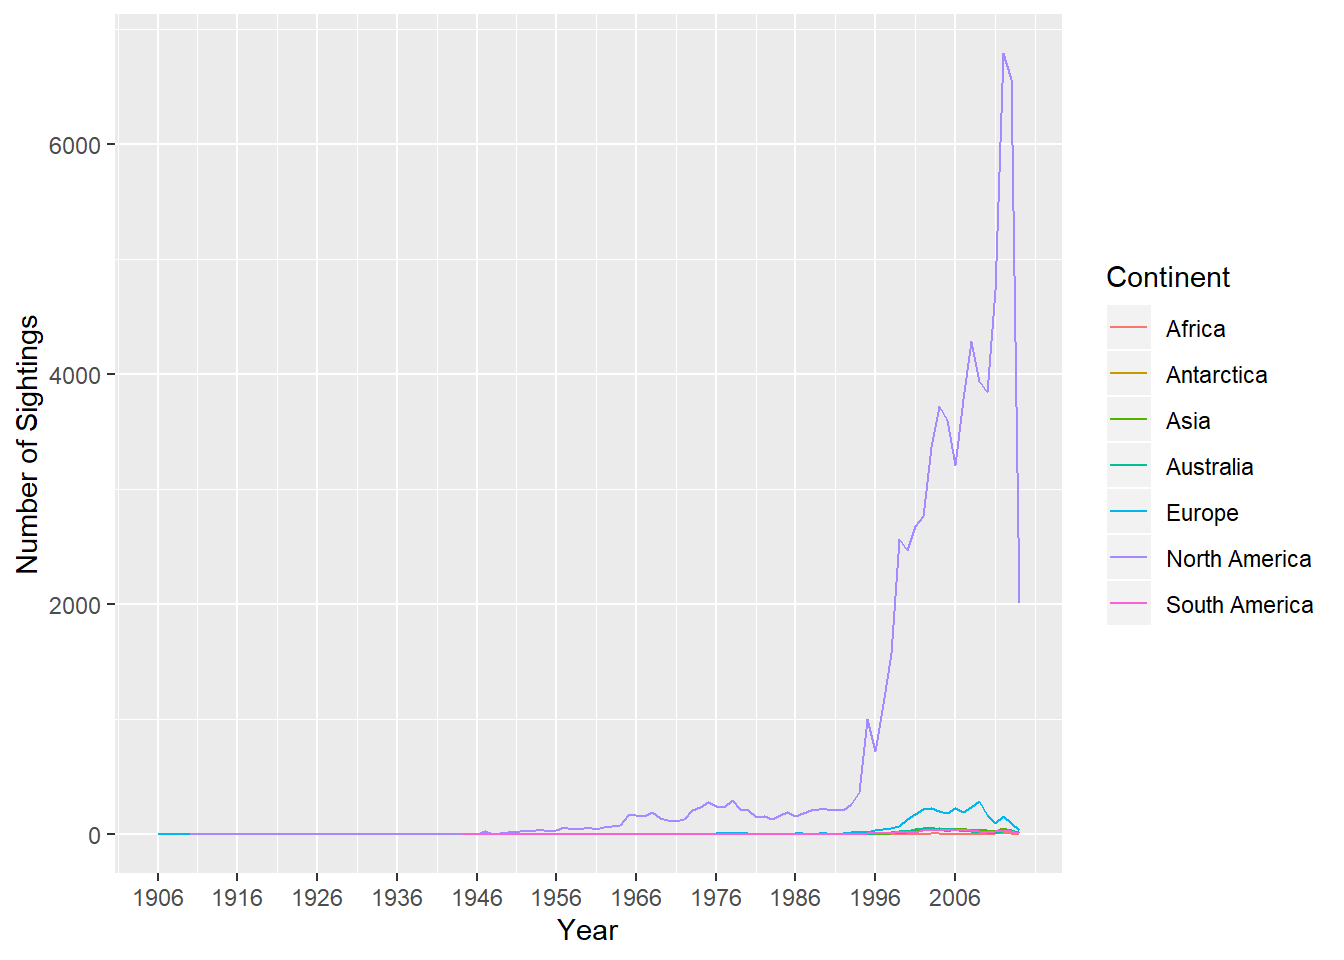 6000
4000
2000
0
Number of Sightings
1906 1916 1926 1936 1946 1956 1966 1976 1986 1996 2006
Year
Continent
Africa
Antarctica
Asia
Australia
Europe
North America
South America